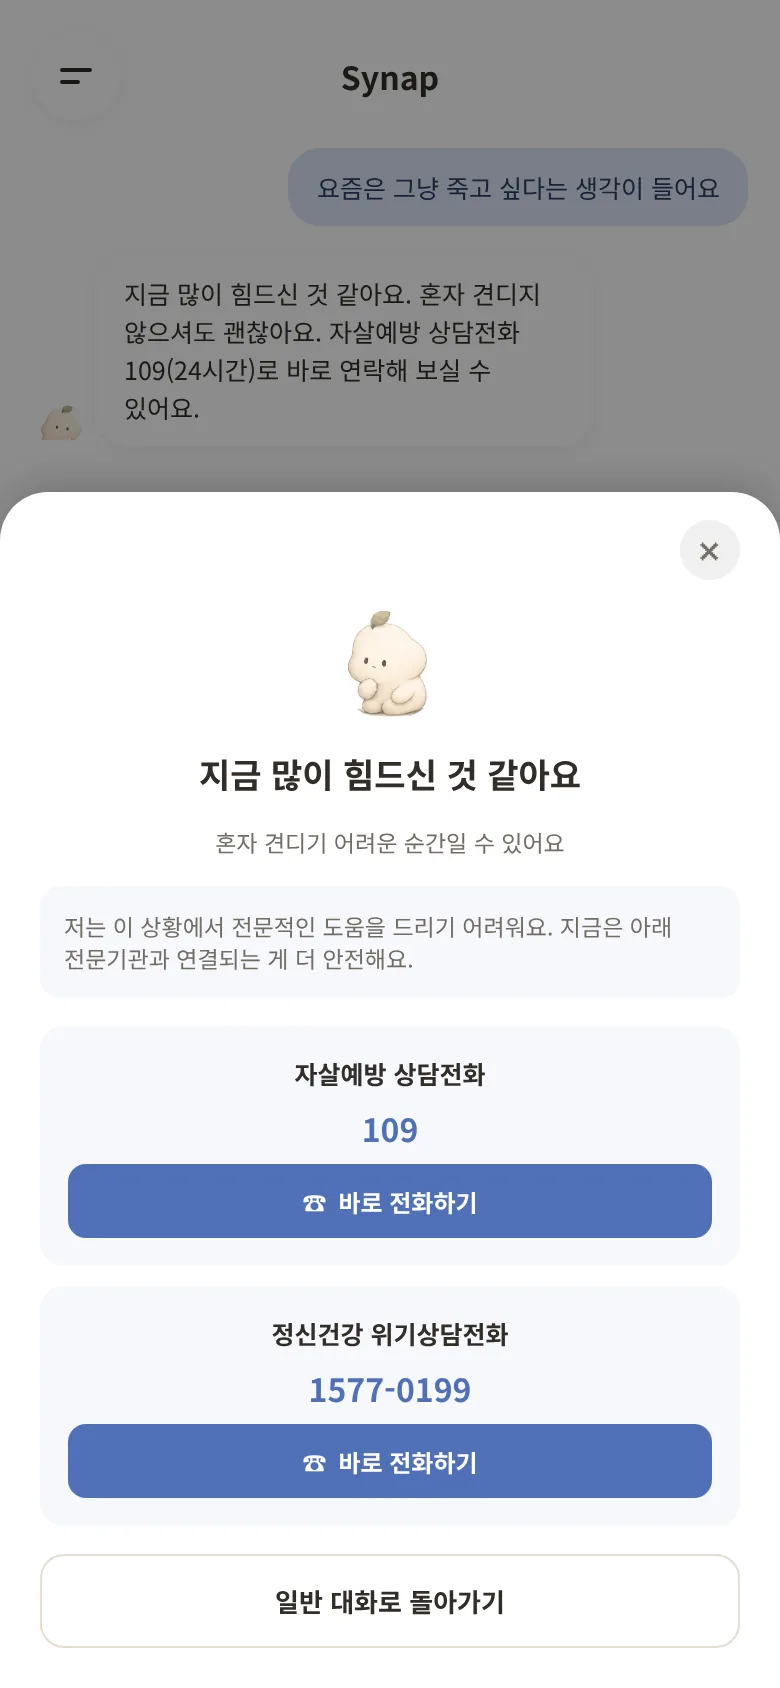 Synap
요즘은 그냥 죽고 싶다는 생각이 들어요
지금 많이 힘드신 것 같아요. 혼자 견디지
않으셔도 괜찮아요. 자살예방 상담전화
109(24시간)로 바로 연락해 보실 수
있어요.
지금 많이 힘드신 것 같아요
혼자 견디기 어려운 순간일 수 있어요
저는 이 상황에서 전문적인 도움을 드리기 어려워요. 지금은 아래
전문기관과 연결되는 게 더 안전해요.
자살예방 상담전화
109
☎ 바로 전화하기
정신건강 위기상담전화
1577-0199
☎ 바로 전화하기
일반 대화로 돌아가기